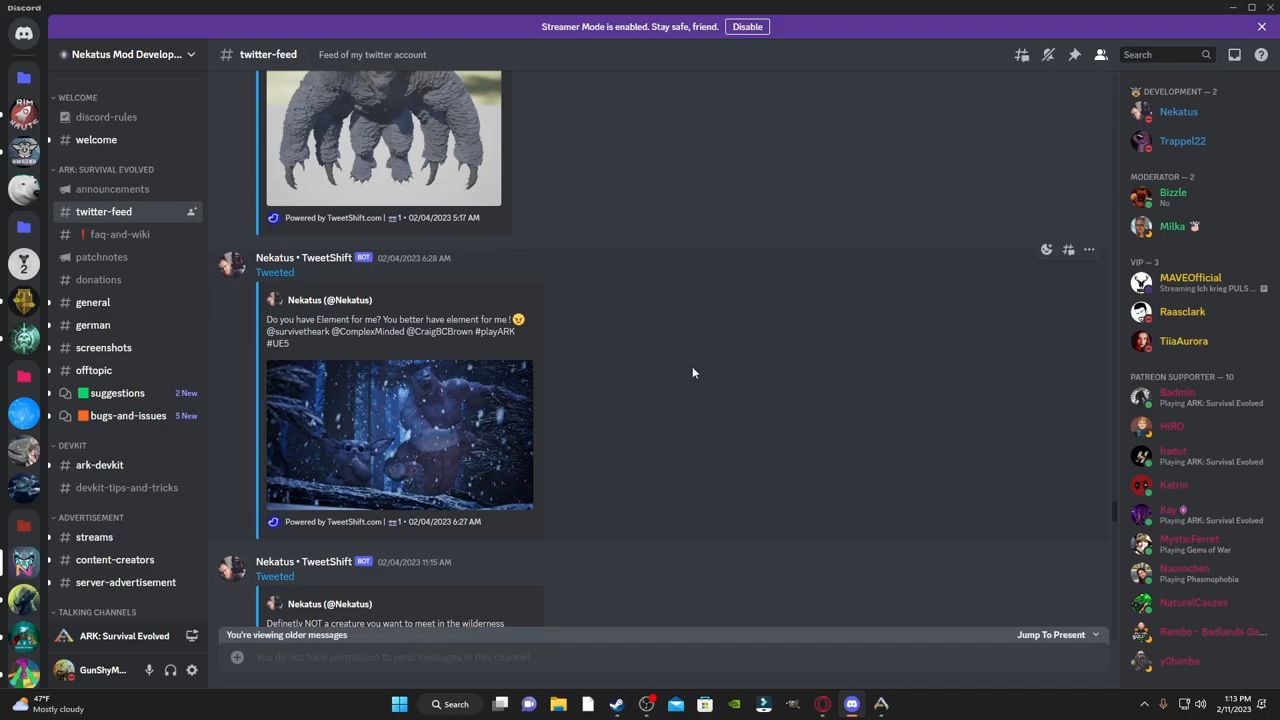 Discord
Streamer Mode is enabled. Stay safe, friend. Disable
Nekatus Mod Develop...
twitter-feed Feed of my twitter account
Search
WELCOME
discord-rules
welcome
ARK: SURVIVAL EVOLVED
announcements
twitter-feed
faq-and-wiki
patchnotes
donations
general
german
screenshots
offtopic
suggestions 2 New
bugs-and-issues 5 New
DEVKIT
ark-devkit
devkit-tips-and-tricks
ADVERTISEMENT
streams
content-creators
server-advertisement
TALKING CHANNELS
ARK: Survival Evolved
GunShyM...
Powered by TweetShift.com | 1 • 02/04/2023 5:17 AM
Nekatus • TweetShift BOT 02/04/2023 6:28 AM
Tweeted
Nekatus (@Nekatus)
Do you have Element for me? You better have element for me !😠
@survivetheark @ComplexMinded @CraigBCBrown #playARK
#UE5
Powered by TweetShift.com | 1 • 02/04/2023 6:27 AM
Nekatus • TweetShift BOT 02/04/2023 11:15 AM
Tweeted
Nekatus (@Nekatus)
Definetly NOT a creature you want to meet in the wilderness
You're viewing older messages Jump To Present
You do not have permission to send messages in this channel.
DEVELOPMENT — 2
Nekatus
Trappel22
MODERATOR — 2
Bizzle
No
Milka
VIP — 3
MAVEOfficial
Streaming Ich krieg PULS ...
Raasclark
TiiaAurora
PATREON SUPPORTER — 10
Badmin
Playing ARK: Survival Evolved
H!RO
hadut
Playing ARK: Survival Evolved
Katrin
Kay
Playing ARK: Survival Evolved
MysticFerret
Playing Gems of War
Naomchen
Playing Phasmophobia
NaturalCauzes
Rambo - Badlands Ga...
y0himba
47°F
Mostly cloudy
Search
1:13 PM
2/11/2023